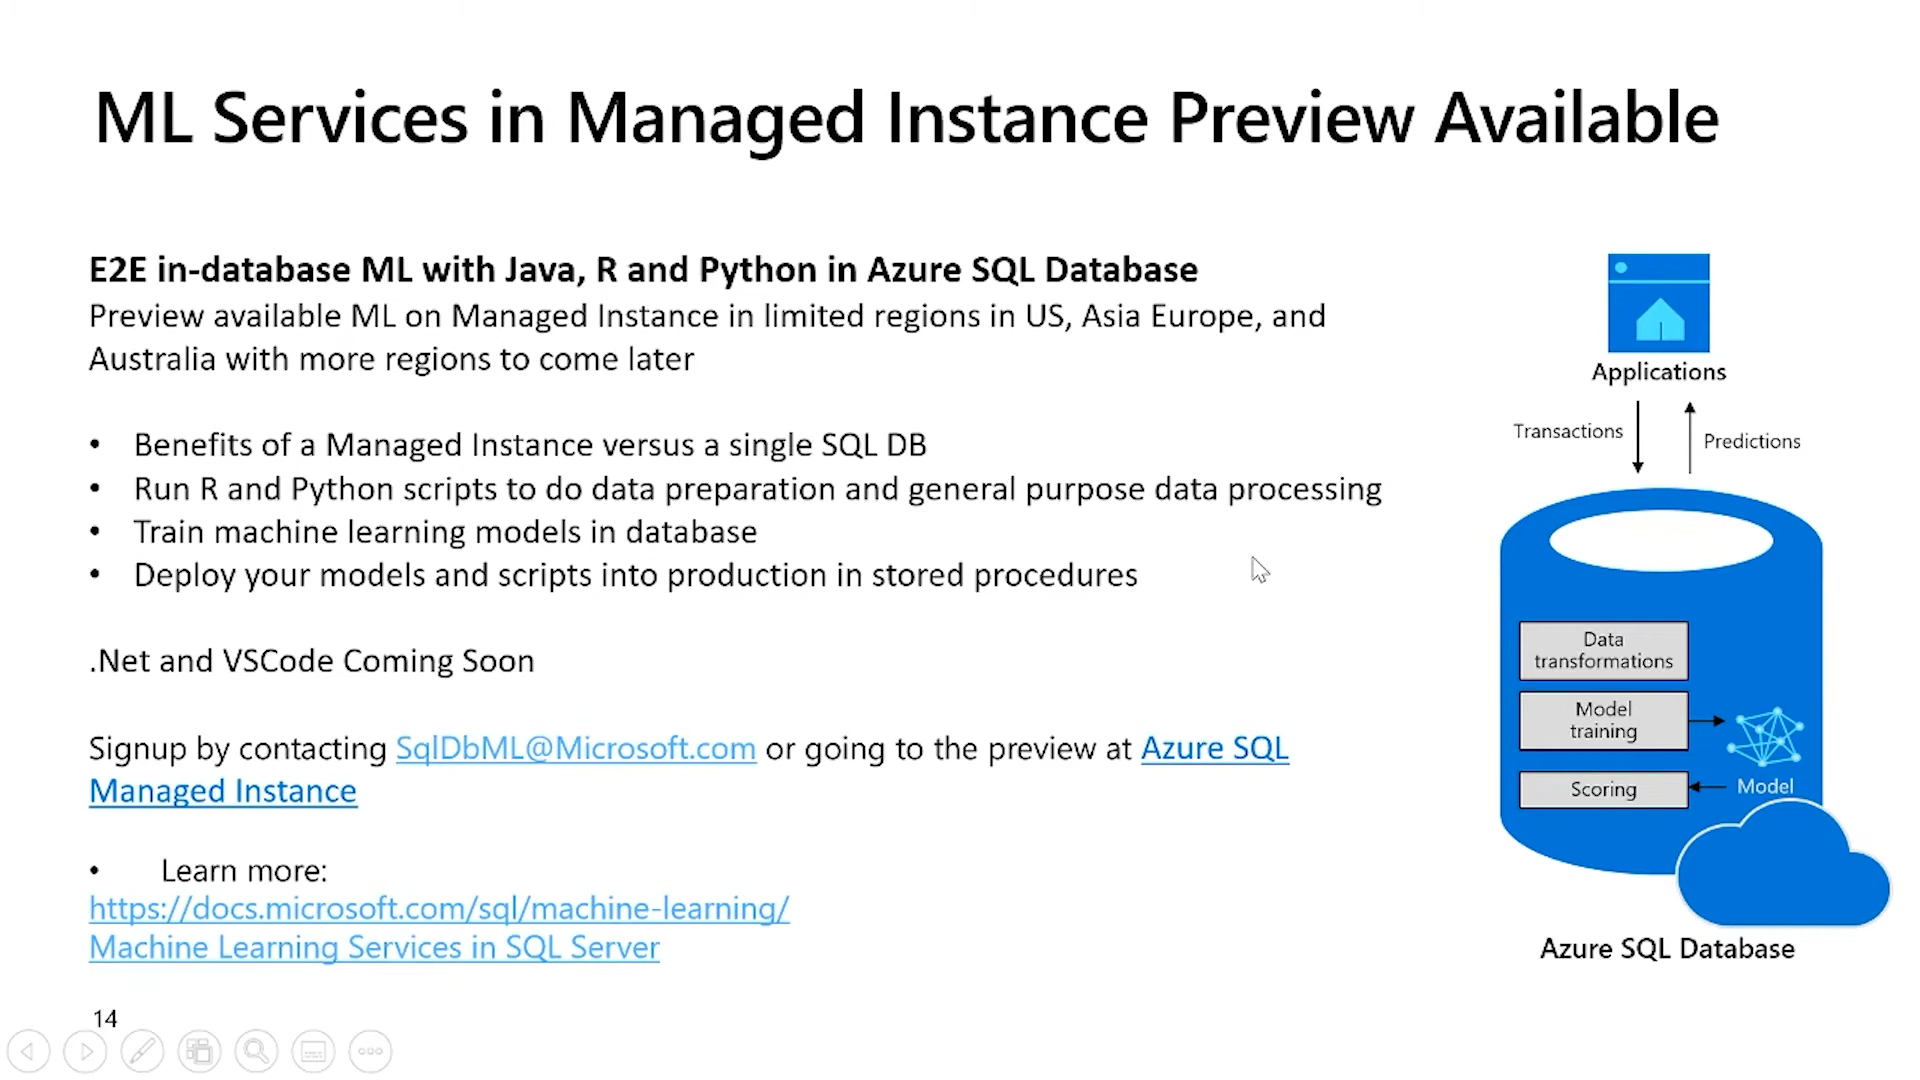 ML Services in Managed Instance Preview Available
E2E in-database ML with Java, R and Python in Azure SQL Database
Preview available ML on Managed Instance in limited regions in US, Asia Europe, and
Australia with more regions to come later
• Benefits of a Managed Instance versus a single SQL DB
• Run R and Python scripts to do data preparation and general purpose data processing
• Train machine learning models in database
• Deploy your models and scripts into production in stored procedures
.Net and VSCode Coming Soon
Signup by contacting SqlDbML@Microsoft.com or going to the preview at Azure SQL
Managed Instance
• Learn more:
https://docs.microsoft.com/sql/machine-learning/
Machine Learning Services in SQL Server
14
Applications
Transactions
Predictions
Data
transformations
Model
training
Scoring
Model
Azure SQL Database